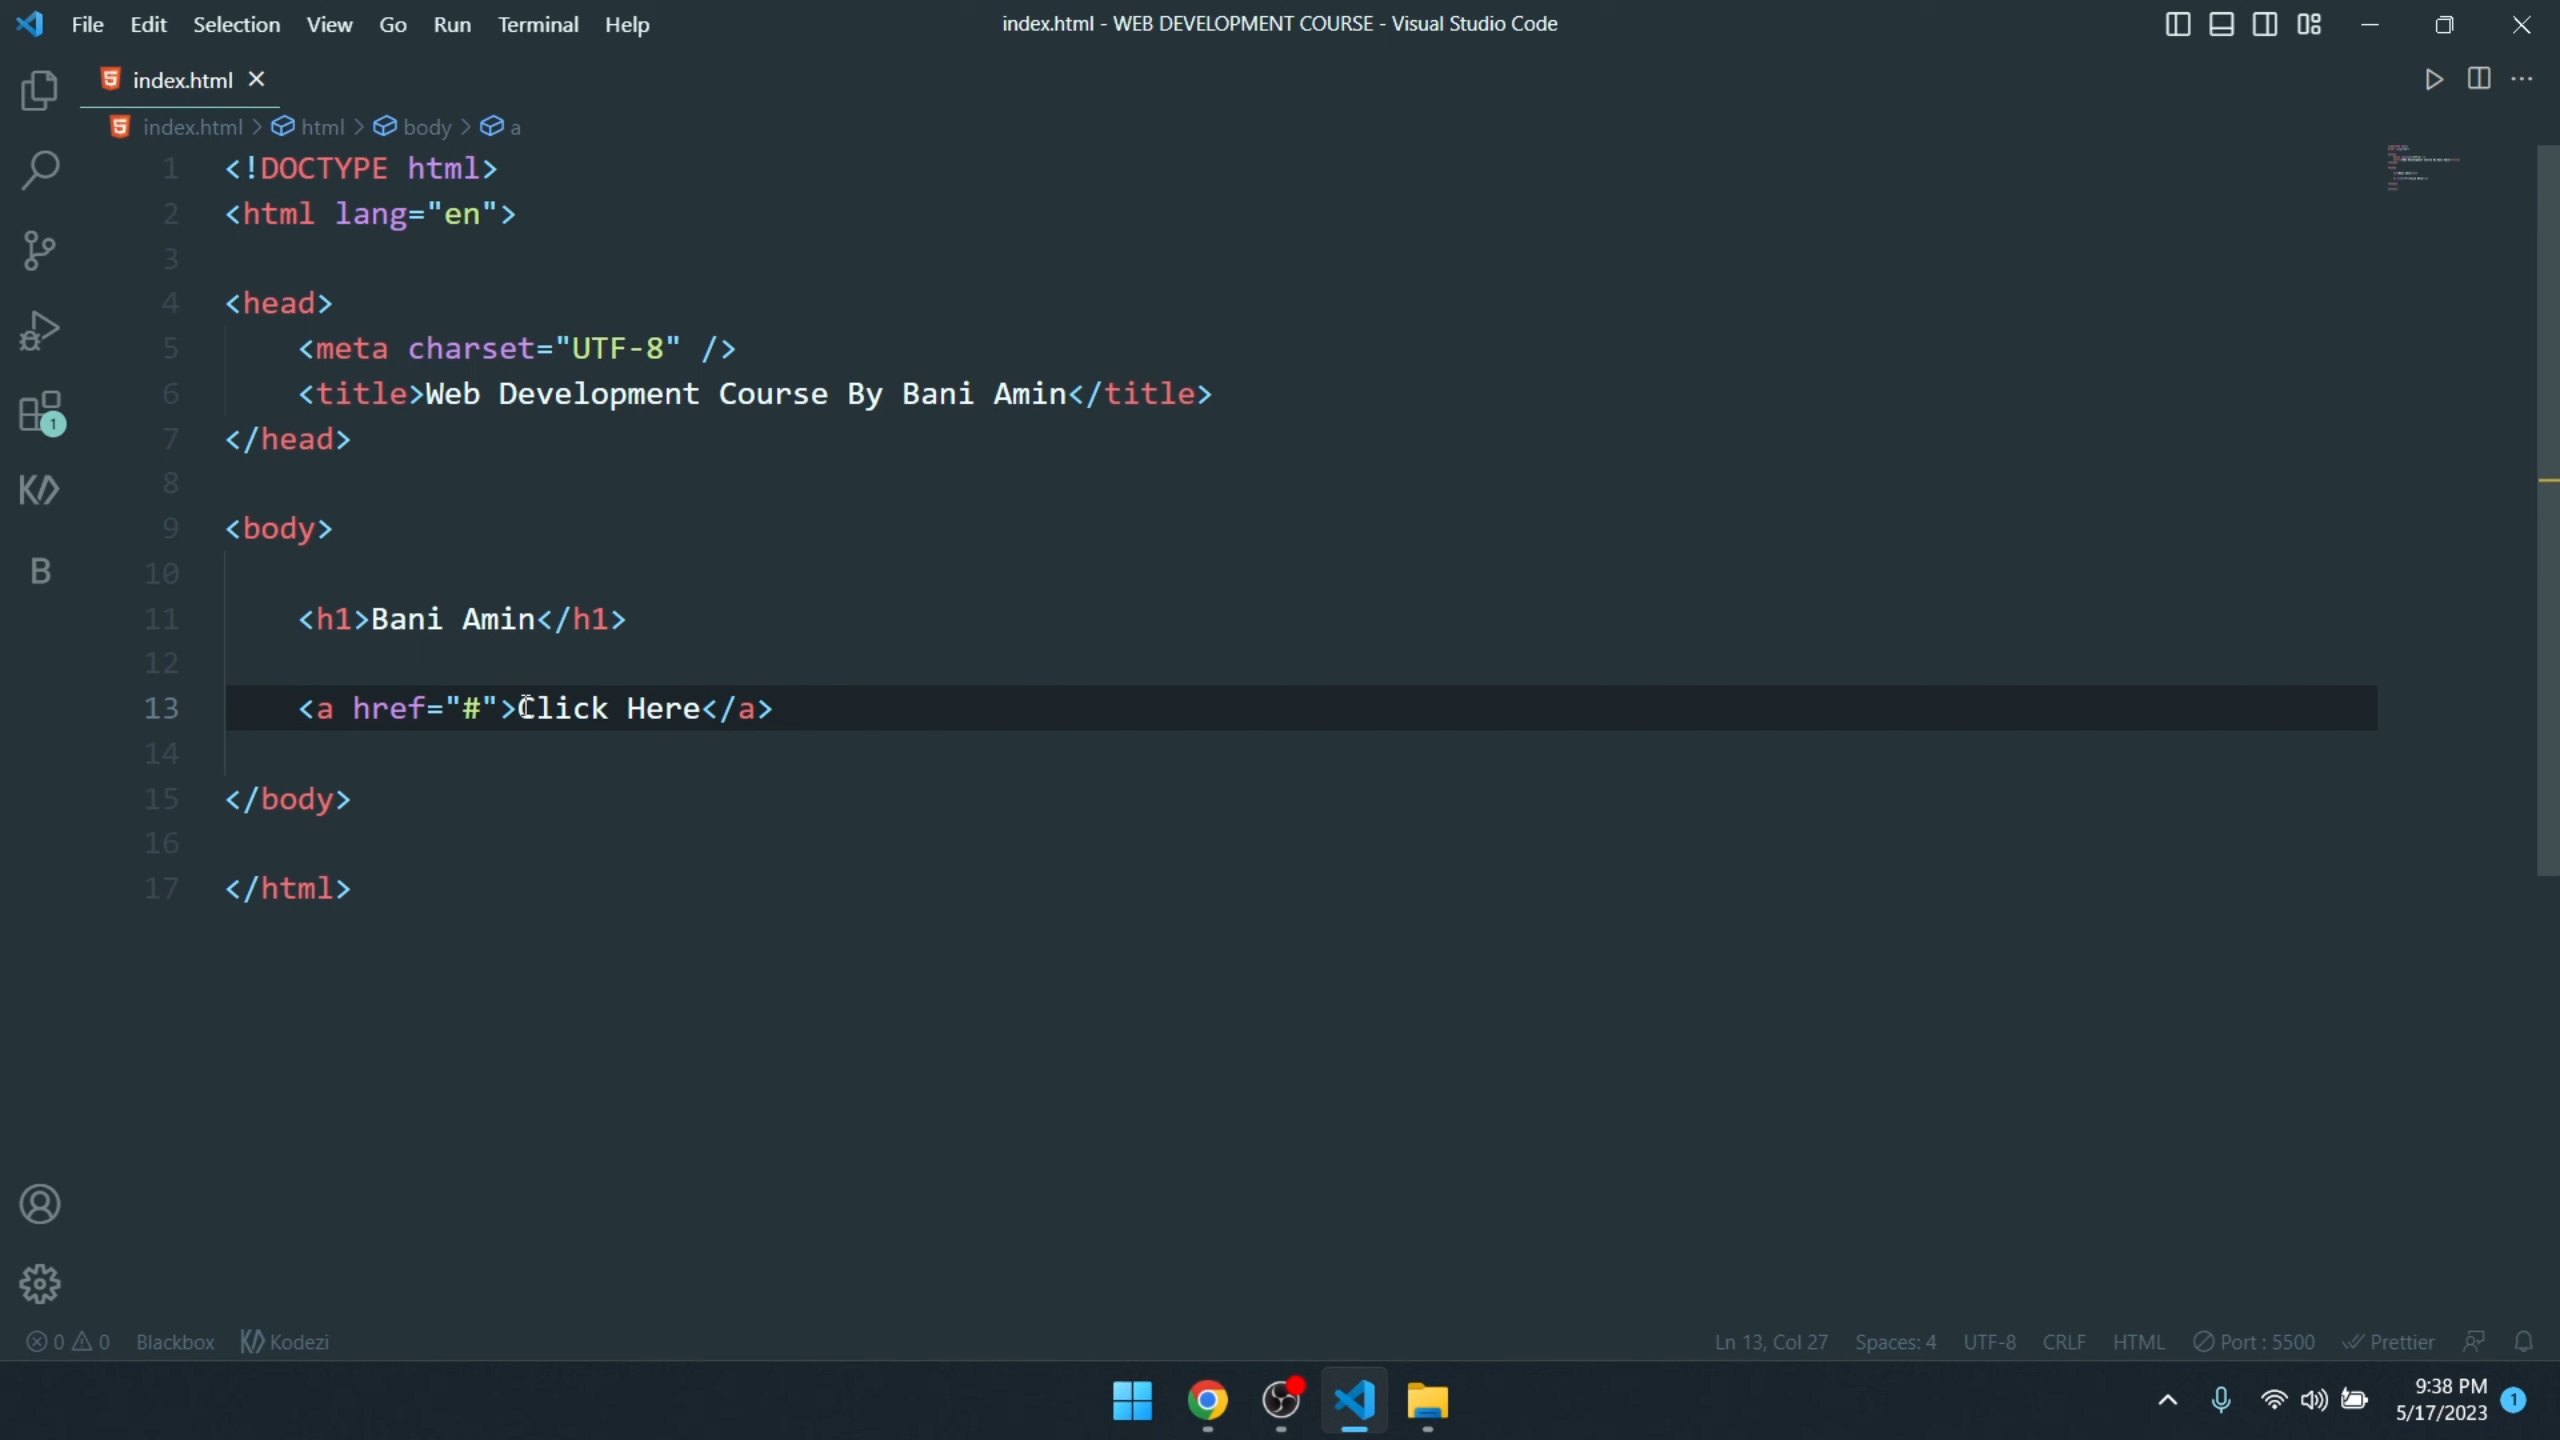 File Edit Selection View Go Run Terminal Help
index.html - WEB DEVELOPMENT COURSE - Visual Studio Code
index.html
index.html > html > body > a
1 <!DOCTYPE html>
2 <html lang="en">
3
4 <head>
5 <meta charset="UTF-8" />
6 <title>Web Development Course By Bani Amin</title>
7 </head>
8
9 <body>
10
11 <h1>Bani Amin</h1>
12
13 <a href="#">Click Here</a>
14
15 </body>
16
17 </html>
1
K/>
B
0 0 Blackbox Kodezi
Ln 13, Col 27 Spaces: 4 UTF-8 CRLF HTML Port : 5500 Prettier
9:38 PM
5/17/2023
1